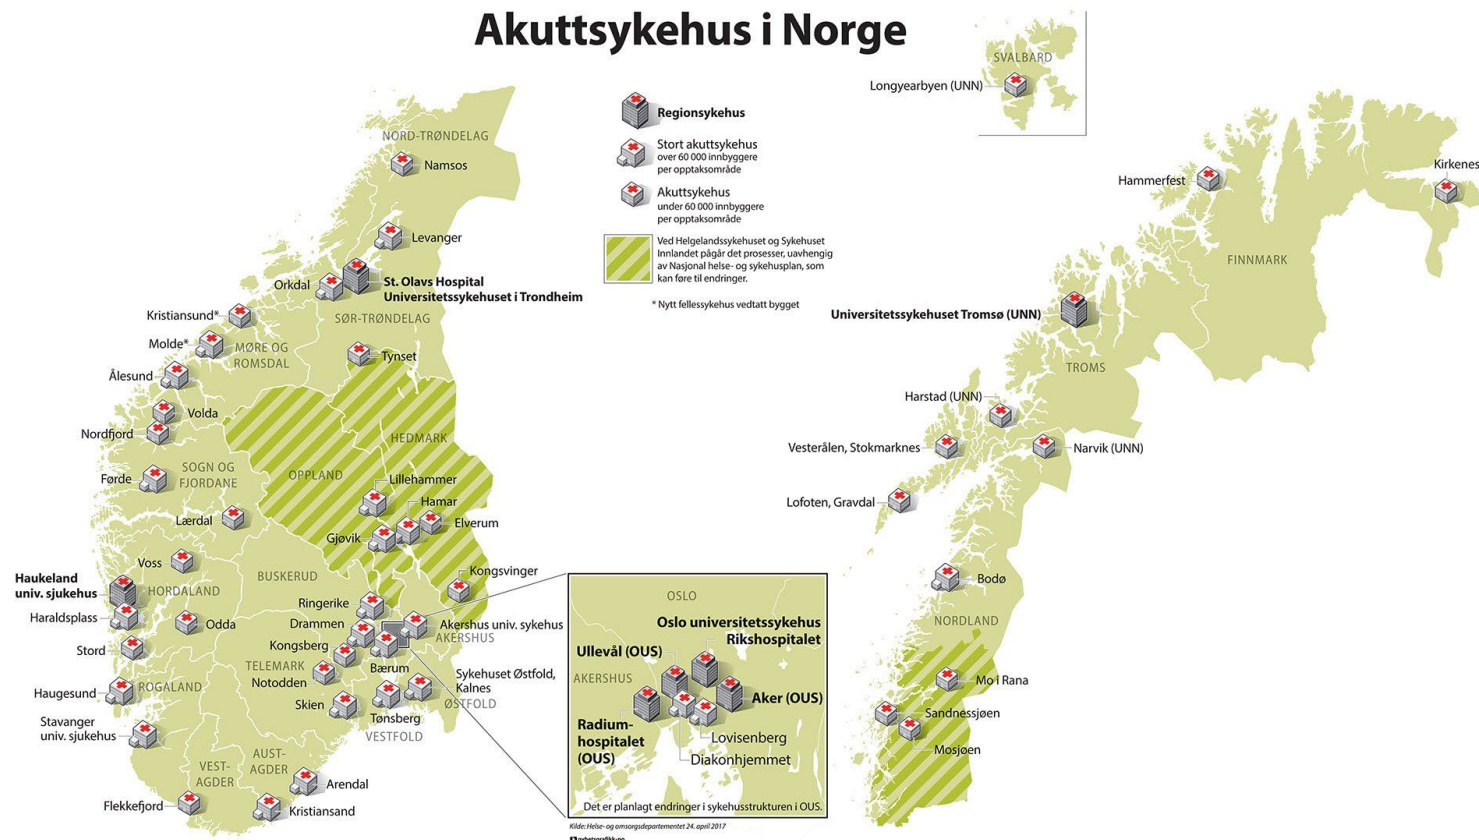 Akuttsykehus i Norge
SVALBARD
Longyearbyen (UNN)
Regionsykehus
Stort akuttsykehus
over 60 000 innbyggere
per opptaksområde
Akuttsykehus
under 60 000 innbyggere
per opptaksområde
Ved Helgelandssykehuset og Sykehuset
Innlandet pågår det prosesser, uavhengig
av Nasjonal helse- og sykehusplan, som
kan føre til endringer.
* Nytt fellessykehus vedtatt bygget
NORD-TRØNDELAG
Namsos
Levanger
Orkdal
St. Olavs Hospital
Universitetssykehuset i Trondheim
SØR-TRØNDELAG
Kristiansund*
Molde*
MØRE OG
ROMSDAL
Tynset
Ålesund
Volda
Nordfjord
HEDMARK
OPPLAND
SOGN OG
FJORDANE
Førde
Lillehammer
Hamar
Elverum
Lærdal
Gjøvik
Voss
BUSKERUD
Kongsvinger
Haukeland
univ. sjukehus
HORDALAND
Ringerike
Haraldsplass
Odda
Drammen
Akershus univ. sykehus
AKERSHUS
Kongsberg
Stord
TELEMARK
Bærum
Notodden
Sykehuset Østfold,
Kalnes
ØSTFOLD
Haugesund
ROGALAND
Skien
Tønsberg
VESTFOLD
Stavanger
univ. sjukehus
AUST-
AGDER
VEST-
AGDER
Arendal
Flekkefjord
Kristiansand
OSLO
Oslo universitetssykehus
Rikshospitalet
Ullevål (OUS)
AKERSHUS
Aker (OUS)
Radium-
hospitalet
(OUS)
Lovisenberg
Diakonhjemmet
Det er planlagt endringer i sykehusstrukturen i OUS.
Kilde: Helse- og omsorgsdepartementet 24. april 2017
Kirkenes
Hammerfest
FINNMARK
Universitetssykehuset Tromsø (UNN)
TROMS
Harstad (UNN)
Vesterålen, Stokmarknes
Narvik (UNN)
Lofoten, Gravdal
Bodø
NORDLAND
Mo i Rana
Sandnessjøen
Mosjøen